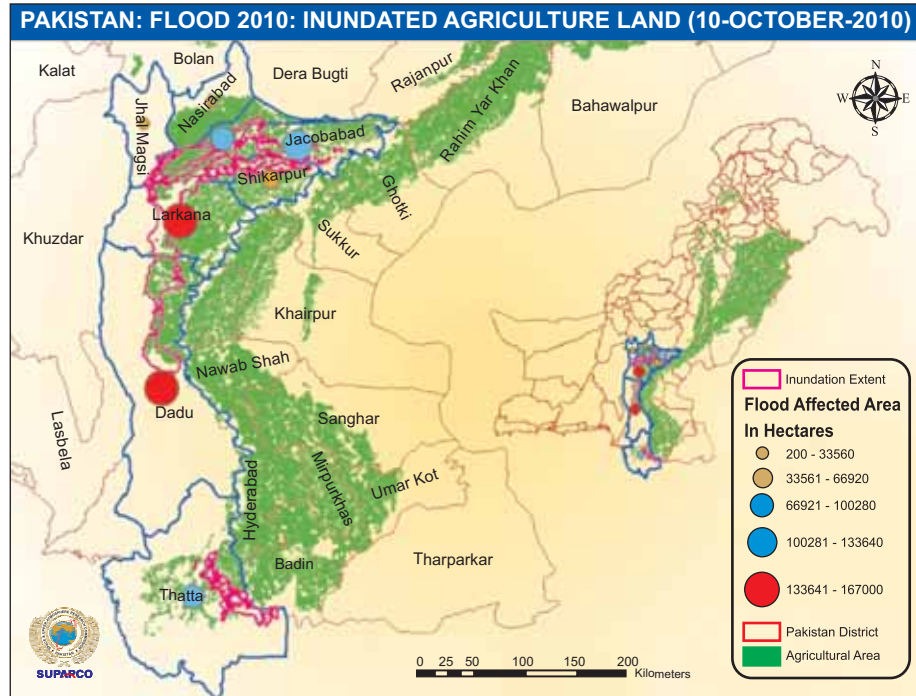 PAKISTAN: FLOOD 2010: INUNDATED AGRICULTURE LAND (10-OCTOBER-2010)
Kalat
Bolan
Dera Bugti
Rajanpur
Rahim Yar Khan
Bahawalpur
N
W
E
S
Jhal Magsi
Nasirabad
Jacobabad
Shikarpur
Ghotki
Larkana
Sukkur
Khuzdar
Khairpur
Nawab Shah
Dadu
Sanghar
Lasbela
Hyderabad
Mirpurkhas
Umar Kot
Tharparkar
Badin
Thatta
Inundation Extent
Flood Affected Area
In Hectares
200 - 33560
33561 - 66920
66921 - 100280
100281 - 133640
133641 - 167000
Pakistan District
Agricultural Area
SUPARCO
0 25 50 100 150 200
Kilometers